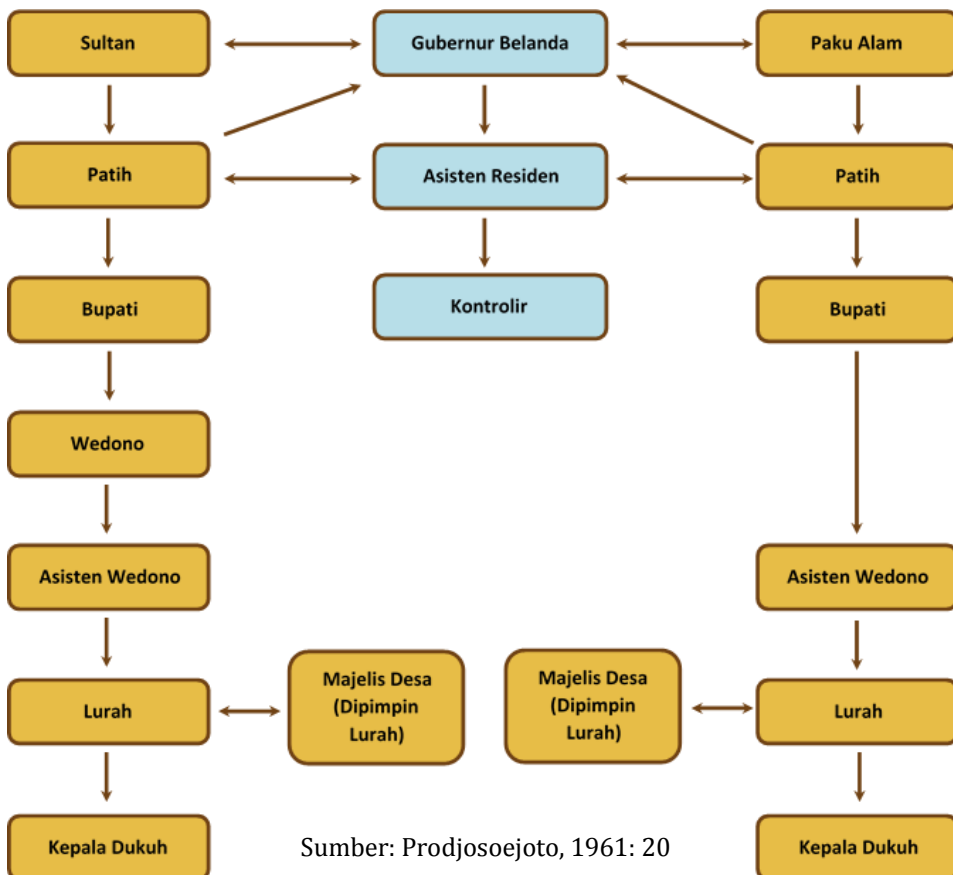 Sultan
Gubernur Belanda
Paku Alam
Patih
Asisten Residen
Patih
Bupati
Kontrolir
Bupati
Wedono
Asisten Wedono
Asisten Wedono
Lurah
Majelis Desa
(Dipimpin
Lurah)
Majelis Desa
(Dipimpin
Lurah)
Lurah
Kepala Dukuh
Sumber: Prodjosoejoto, 1961: 20
Kepala Dukuh